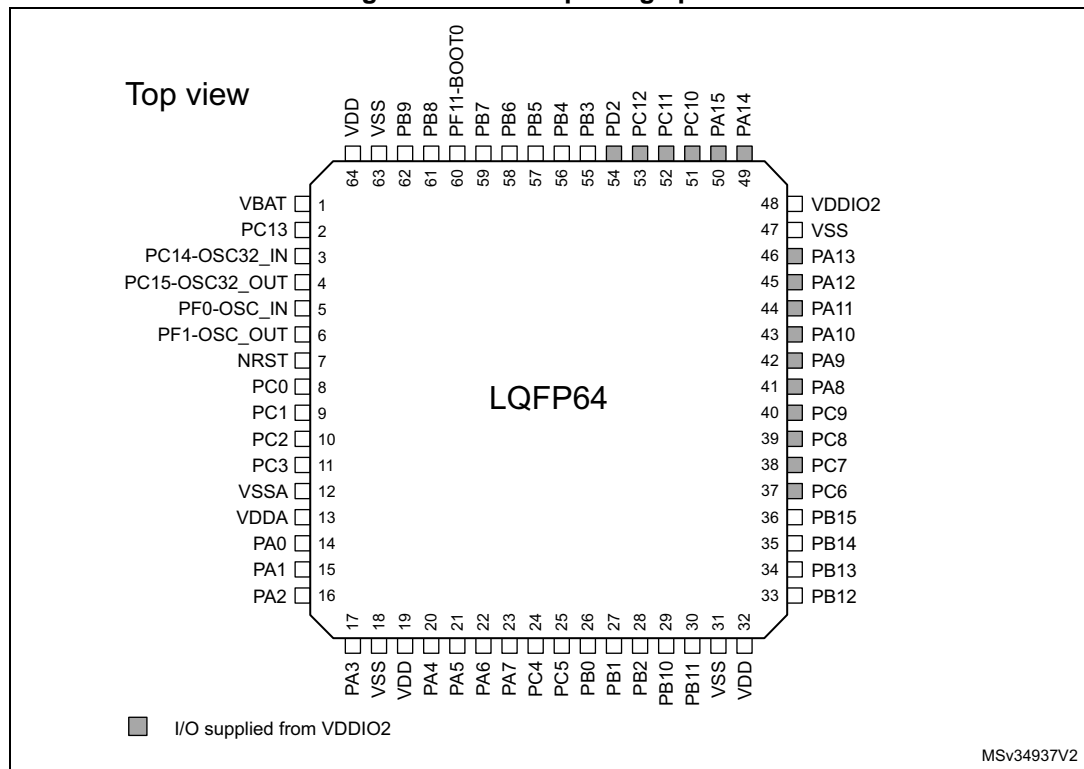 Top view
VDD
VSS
PB9
PB8
PF11-BOOT0
PB7
PB6
PB5
PB4
PB3
PD2
PC12
PC11
PC10
PA15
PA14
64
63
62
61
60
59
58
57
56
55
54
53
52
51
50
49
VBAT 1
PC13 2
PC14-OSC32_IN 3
PC15-OSC32_OUT 4
PF0-OSC_IN 5
PF1-OSC_OUT 6
NRST 7
PC0 8
PC1 9
PC2 10
PC3 11
VSSA 12
VDDA 13
PA0 14
PA1 15
PA2 16
LQFP64
48 VDDIO2
47 VSS
46 PA13
45 PA12
44 PA11
43 PA10
42 PA9
41 PA8
40 PC9
39 PC8
38 PC7
37 PC6
36 PB15
35 PB14
34 PB13
33 PB12
17
18
19
20
21
22
23
24
25
26
27
28
29
30
31
32
PA3
VSS
VDD
PA4
PA5
PA6
PA7
PC4
PC5
PB0
PB1
PB2
PB10
PB11
VSS
VDD
I/O supplied from VDDIO2
MSv34937V2